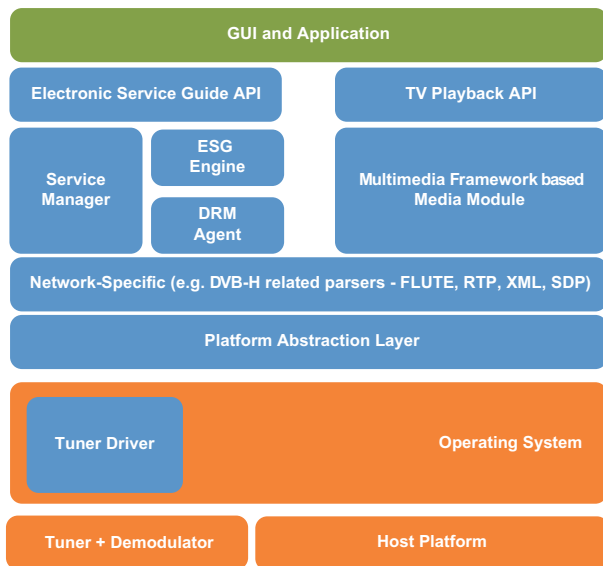 GUI and Application
Electronic Service Guide API
TV Playback API
Service
Manager
ESG
Engine
DRM
Agent
Multimedia Framework based
Media Module
Network-Specific (e.g. DVB-H related parsers - FLUTE, RTP, XML, SDP)
Platform Abstraction Layer
Tuner Driver
Operating System
Tuner + Demodulator
Host Platform